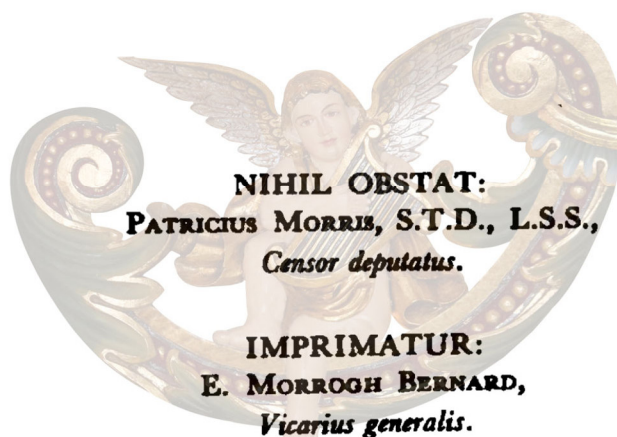 NIHIL OBSTAT:
PATRICIUS MORRIS, S.T.D., L.S.S.,
Censor deputatus.
IMPRIMATUR:
E. MORROGH BERNARD,
Vicarius generalis.